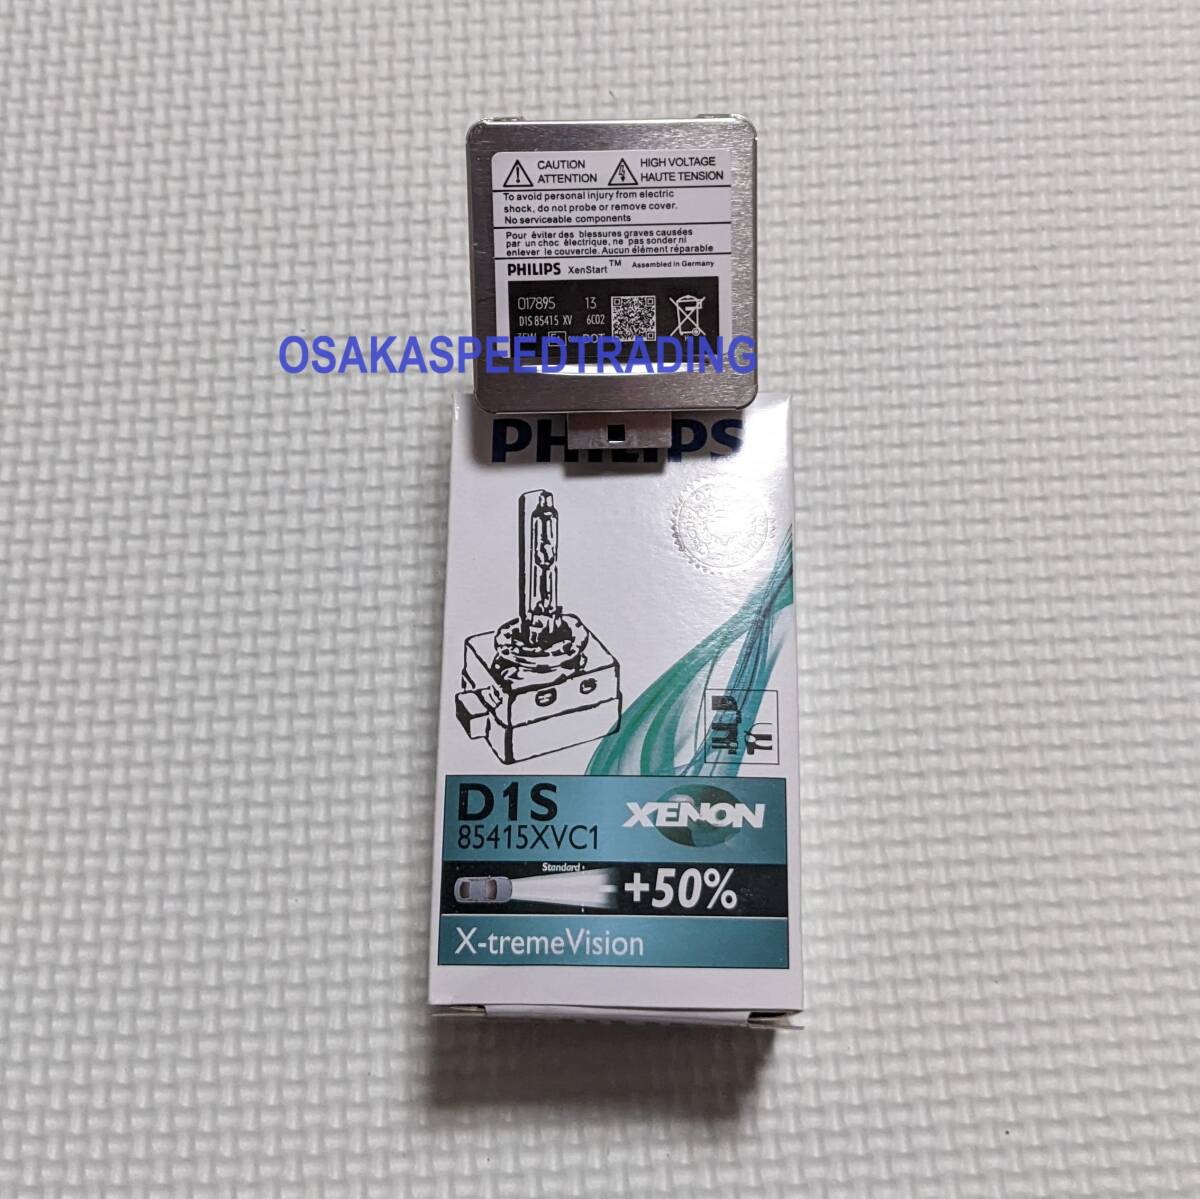 CAUTION
ATTENTION
HIGH VOLTAGE
HAUTE TENSION
To avoid personal injury from electric
shock, do not probe or remove cover.
No serviceable components
Pour éviter des blessures graves causées
par un choc électrique, ne pas sonder ni
enlever le couvercle. Aucun élément réparable
PHILIPS XenStart™ Assembled in Germany
017895 13
D1S 85415 XV 6C02
35W DOT
OSAKASPEEDTRADING
PHILIPS
D1S
XENON
85415XVC1
Standard
+50%
X-tremeVision